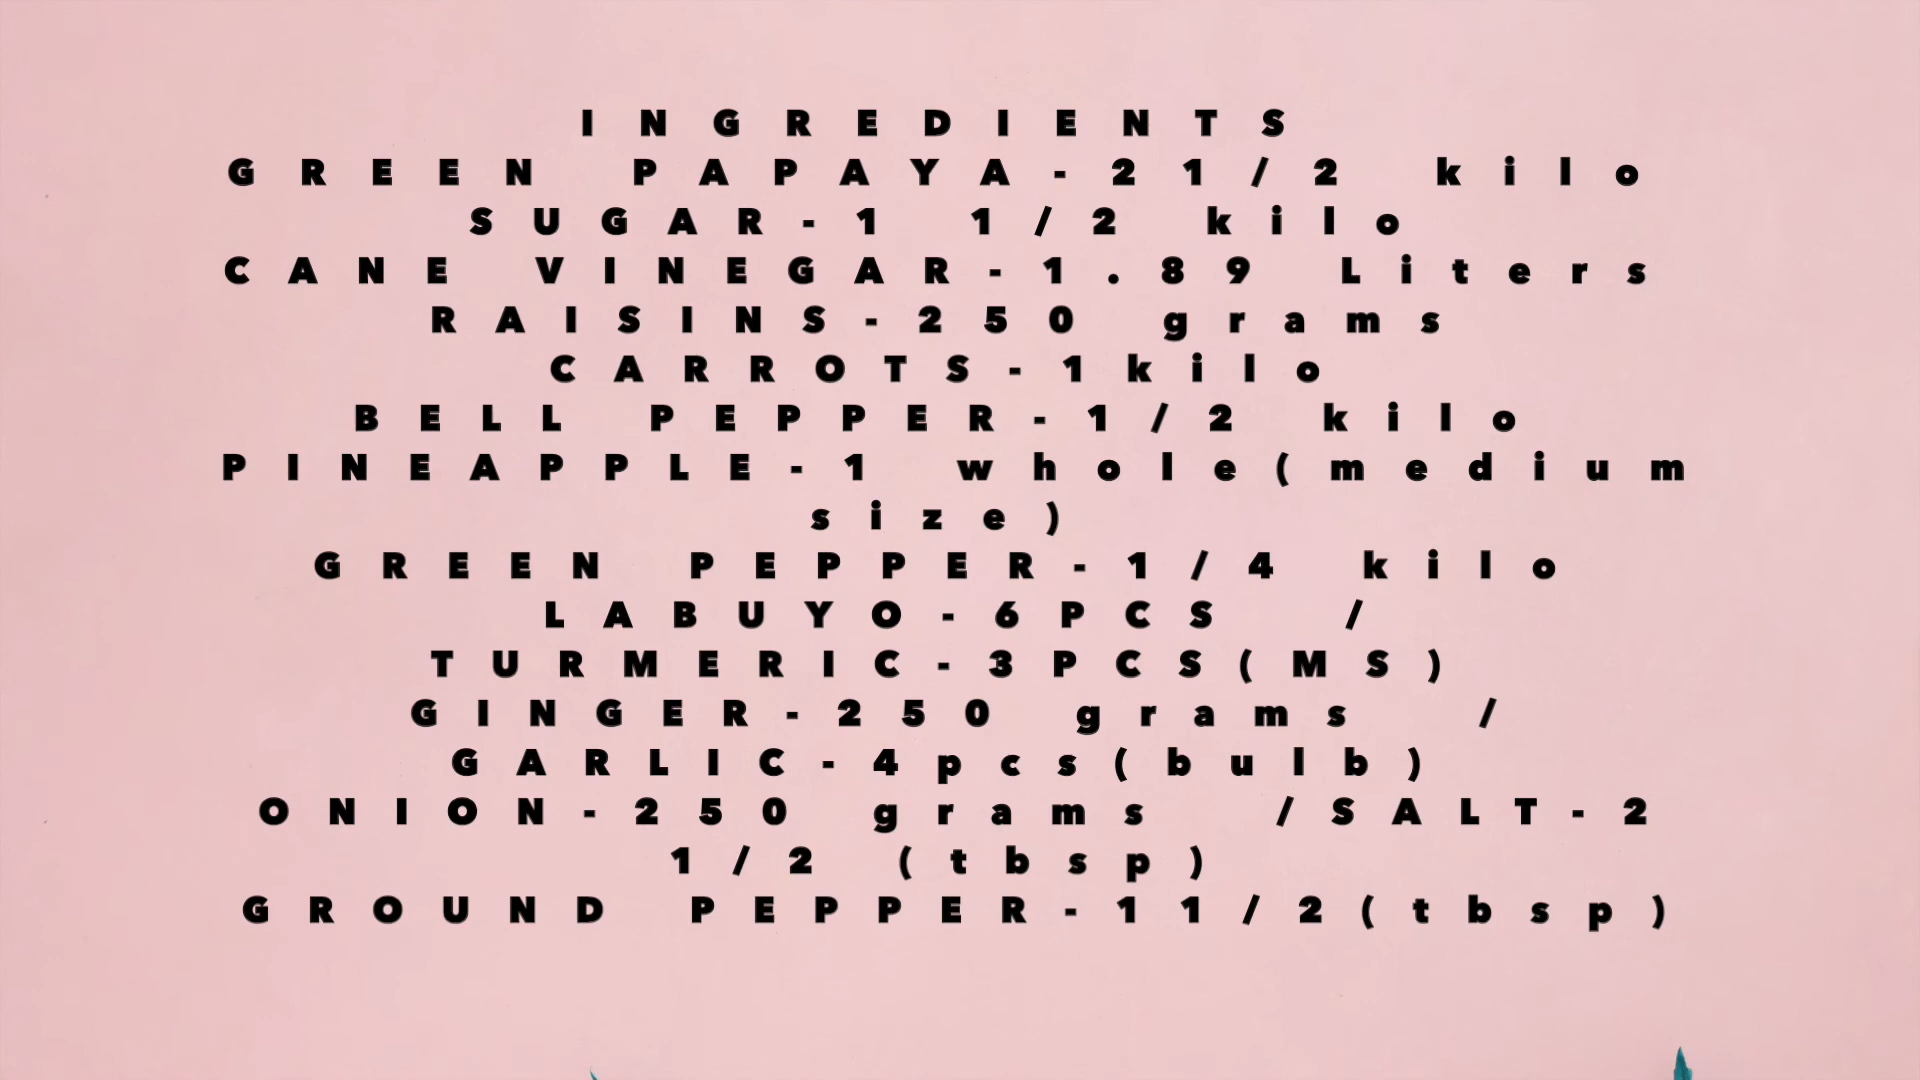 INGREDIENTS
GREEN PAPAYA-21/2 kilo
SUGAR-1 1/2 kilo
CANE VINEGAR-1.89 Liters
RAISINS-250 grams
CARROTS-1kilo
BELL PEPPER-1/2 kilo
PINEAPPLE-1 whole(medium
size)
GREEN PEPPER-1/4 kilo
LABUYO-6PCS /
TURMERIC-3PCS(MS)
GINGER-250 grams /
GARLIC-4pcs(bulb)
ONION-250 grams /SALT-2
1/2 (tbsp)
GROUND PEPPER-11/2(tbsp)